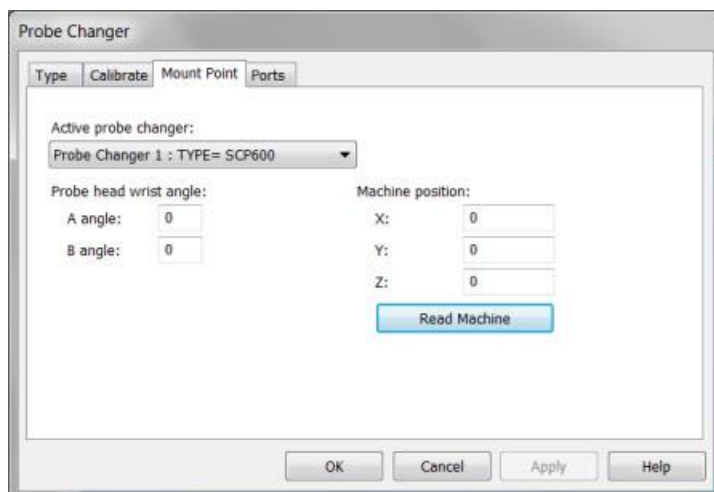 Probe Changer
Type Calibrate Mount Point Ports
Active probe changer:
Probe Changer 1 : TYPE= SCP600
Probe head wrist angle: Machine position:
A angle: 0 X: 0
B angle: 0 Y: 0
Z: 0
Read Machine
OK Cancel Apply Help